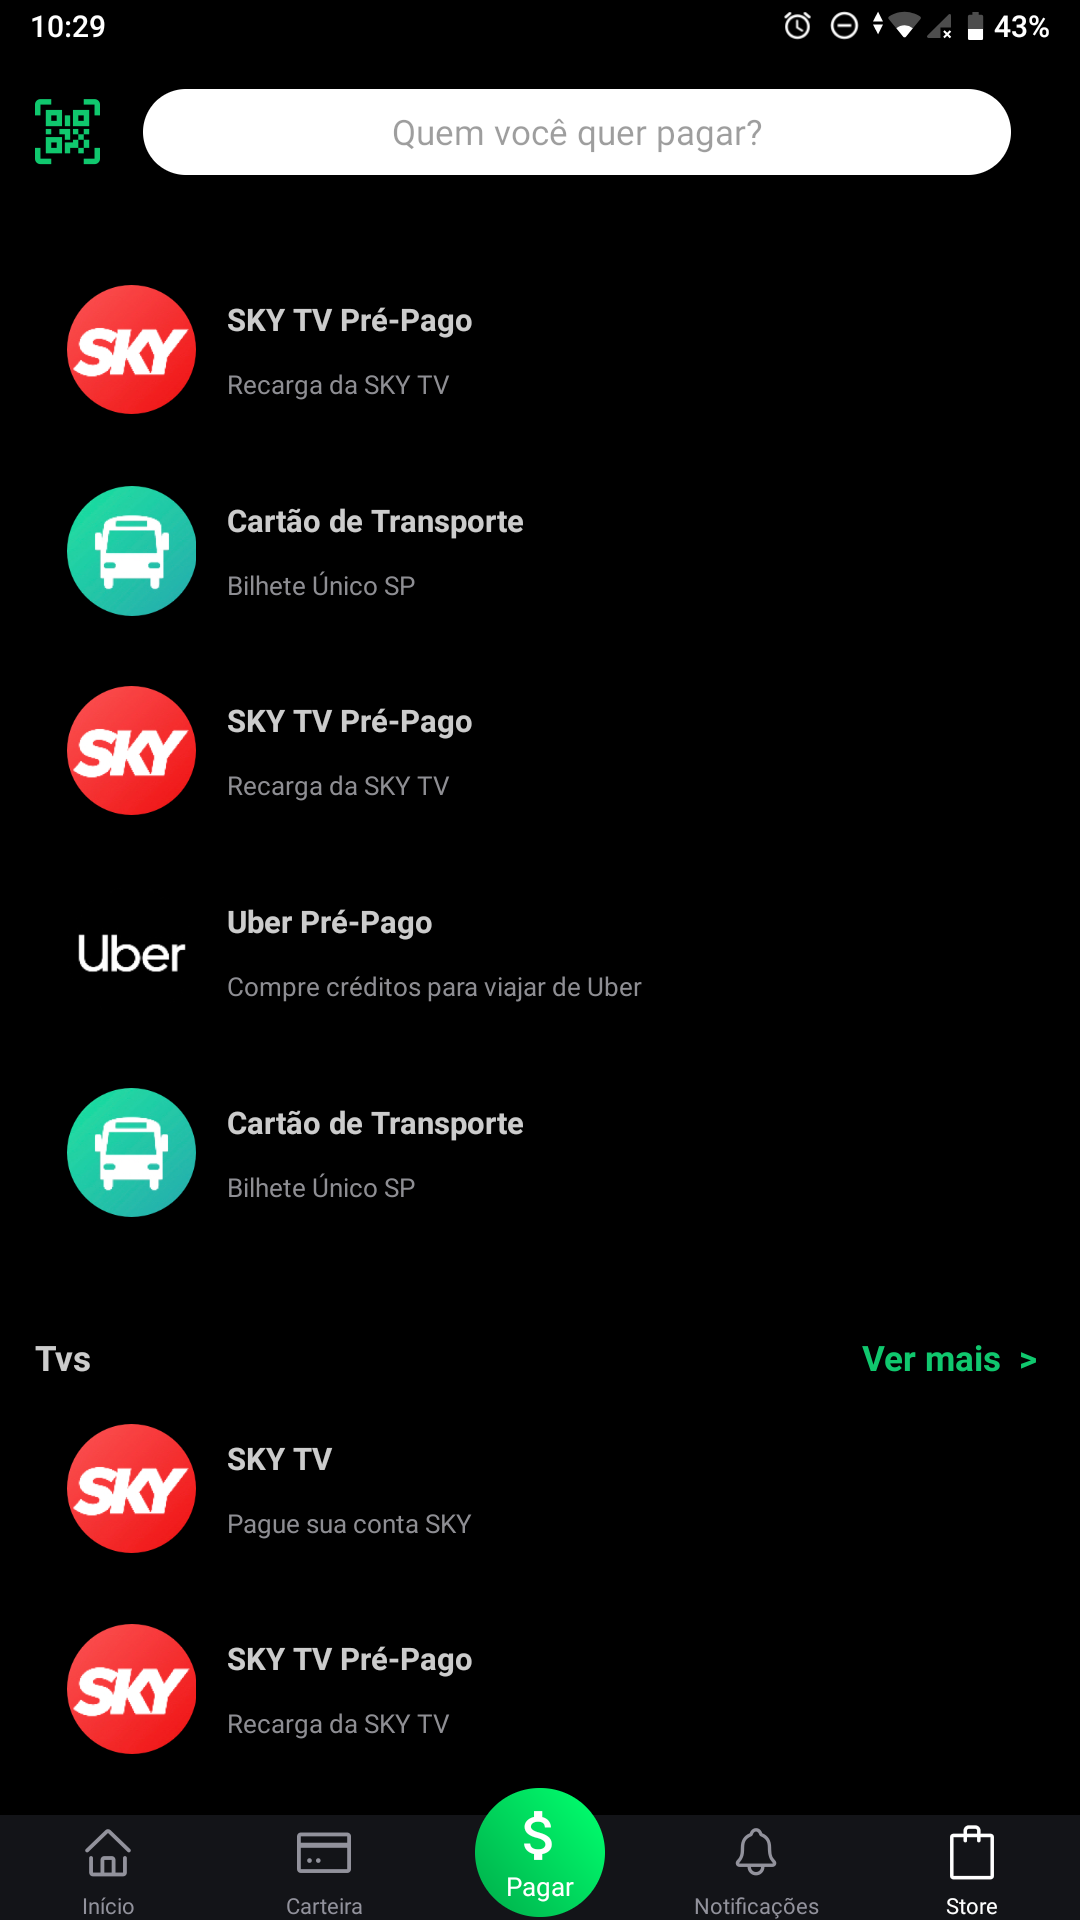 10:29
43%
Quem você quer pagar?
SKY
SKY TV Pré-Pago
Recarga da SKY TV
Cartão de Transporte
Bilhete Único SP
SKY
SKY TV Pré-Pago
Recarga da SKY TV
Uber
Uber Pré-Pago
Compre créditos para viajar de Uber
Cartão de Transporte
Bilhete Único SP
Tvs
Ver mais >
SKY
SKY TV
Pague sua conta SKY
SKY
SKY TV Pré-Pago
Recarga da SKY TV
$
Início
Carteira
Pagar
Notificações
Store